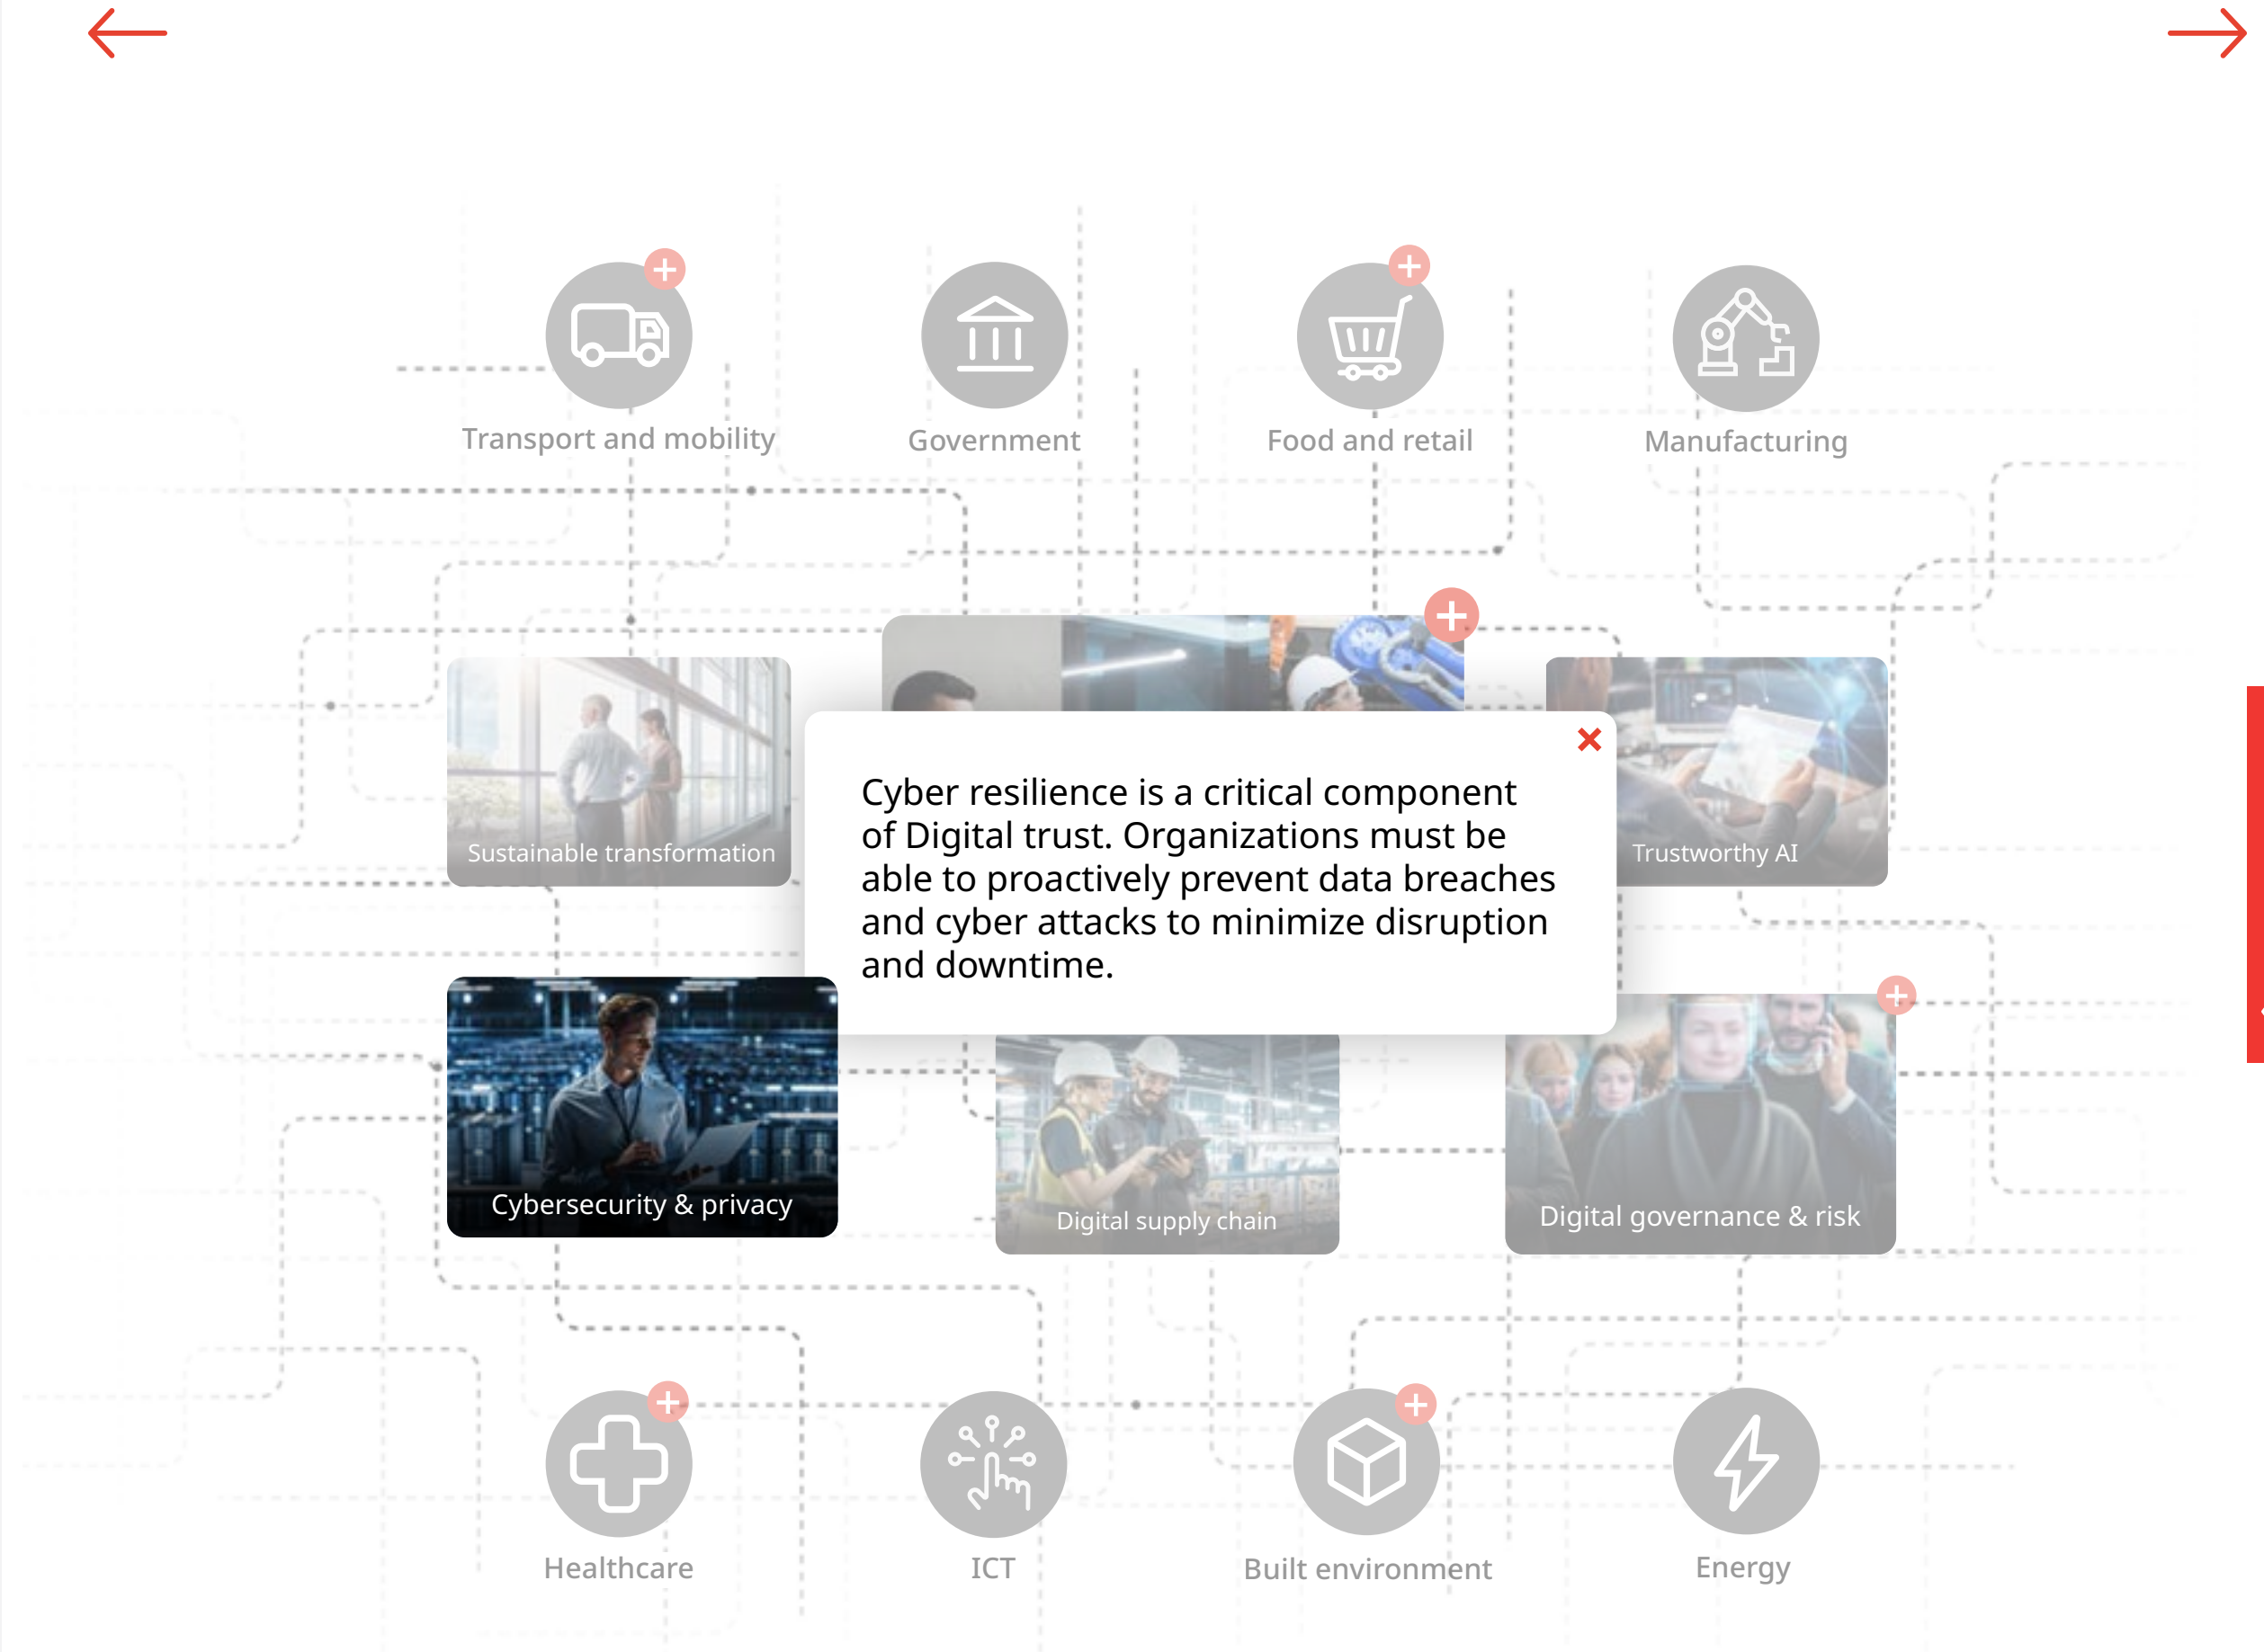 Transport and mobility
Government
Food and retail
Manufacturing
Sustainable transformation
Trustworthy AI
Cyber resilience is a critical component
of Digital trust. Organizations must be
able to proactively prevent data breaches
and cyber attacks to minimize disruption
and downtime.
Cybersecurity & privacy
Digital supply chain
Digital governance & risk
Healthcare
ICT
Built environment
Energy